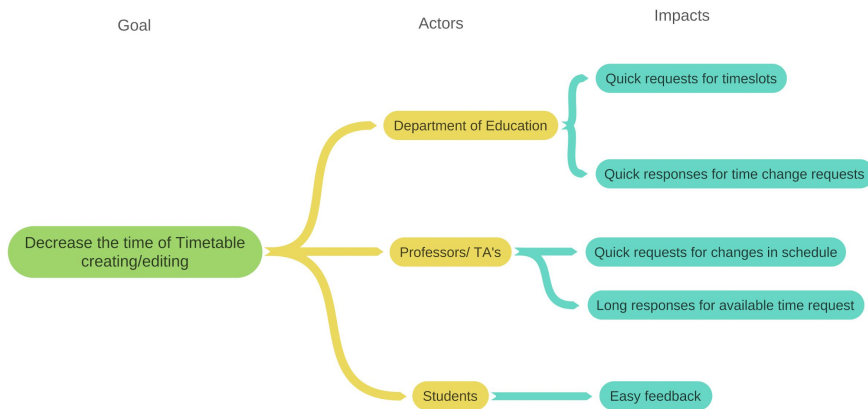 Goal
Actors
Impacts
Quick requests for timeslots
Department of Education
Quick responses for time change requests
Decrease the time of Timetable
creating/editing
Professors/ TA's
Quick requests for changes in schedule
Long responses for available time request
Students
Easy feedback